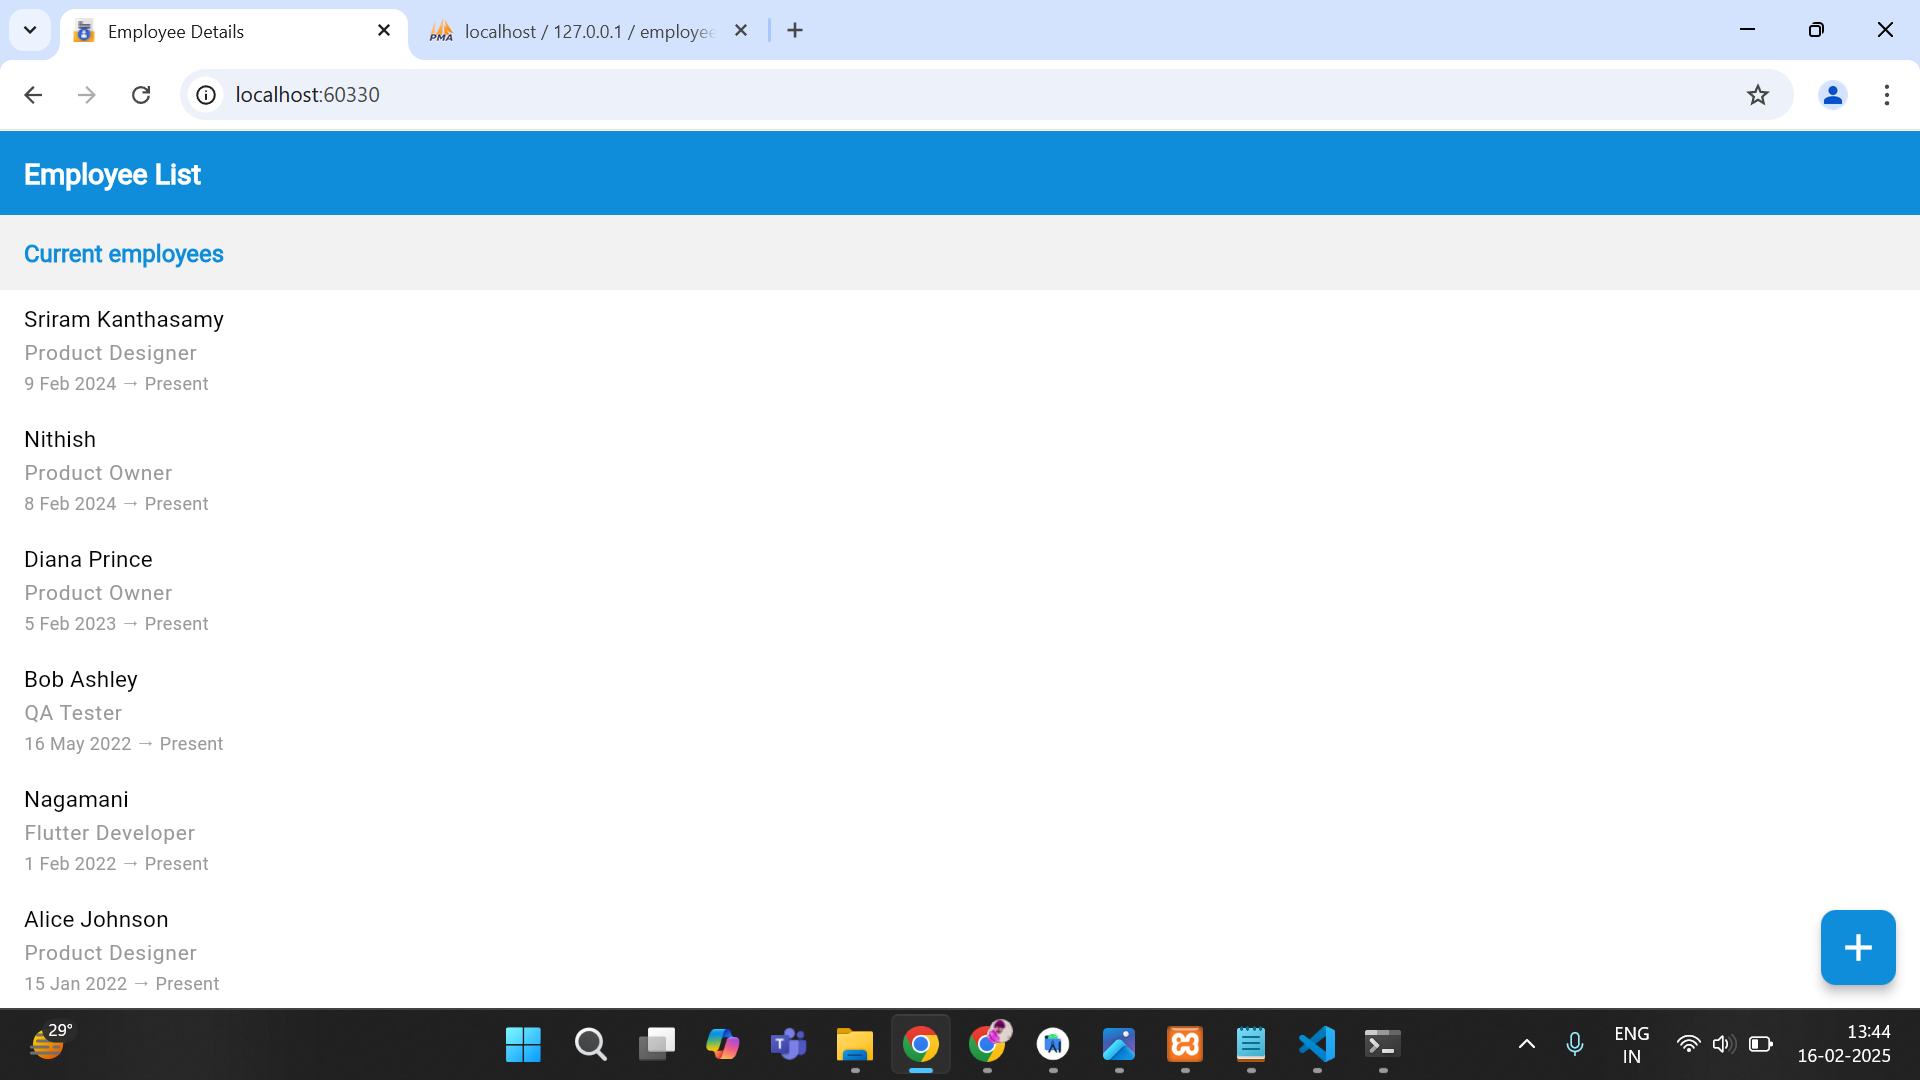 Employee Details
localhost / 127.0.0.1 / employee
localhost:60330
Employee List
Current employees
Sriram Kanthasamy
Product Designer
9 Feb 2024 → Present
Nithish
Product Owner
8 Feb 2024 → Present
Diana Prince
Product Owner
5 Feb 2023 → Present
Bob Ashley
QA Tester
16 May 2022 → Present
Nagamani
Flutter Developer
1 Feb 2022 → Present
Alice Johnson
Product Designer
15 Jan 2022 → Present
29°
ENG
IN
13:44
16-02-2025